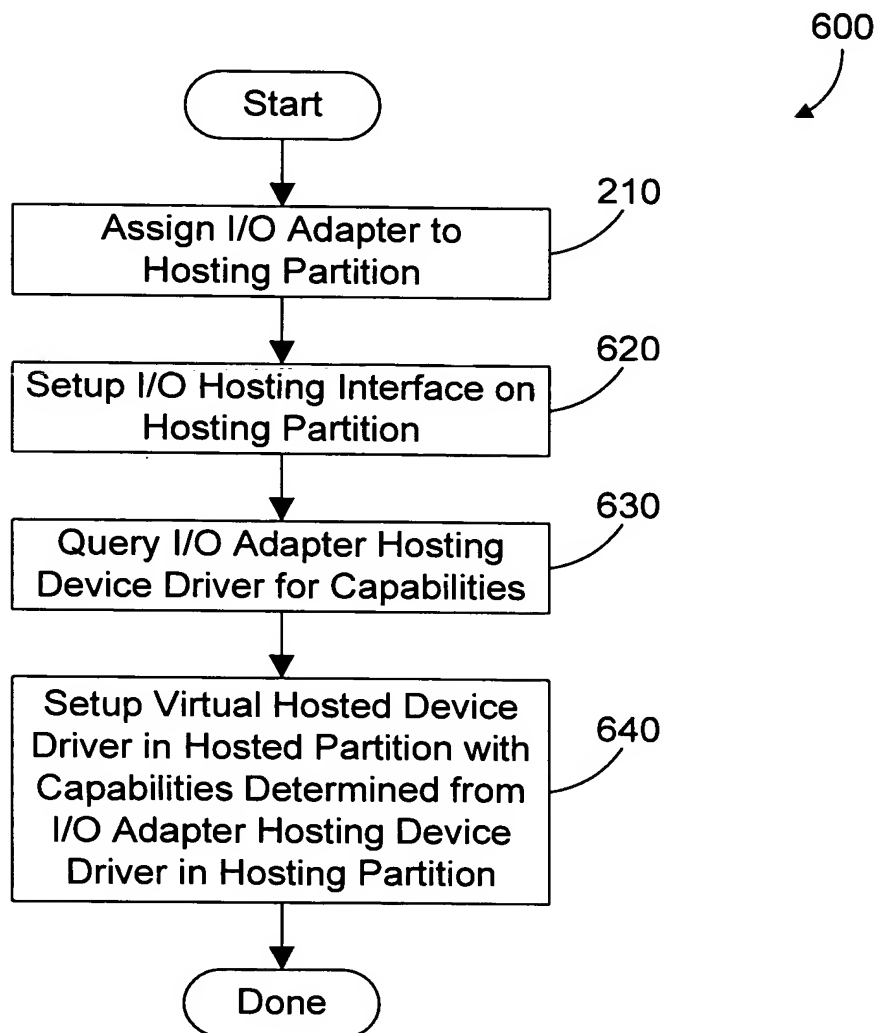 600
Start
210
Assign I/O Adapter to
Hosting Partition
620
Setup I/O Hosting Interface on
Hosting Partition
630
Query I/O Adapter Hosting
Device Driver for Capabilities
640
Setup Virtual Hosted Device
Driver in Hosted Partition with
Capabilities Determined from
I/O Adapter Hosting Device
Driver in Hosting Partition
Done